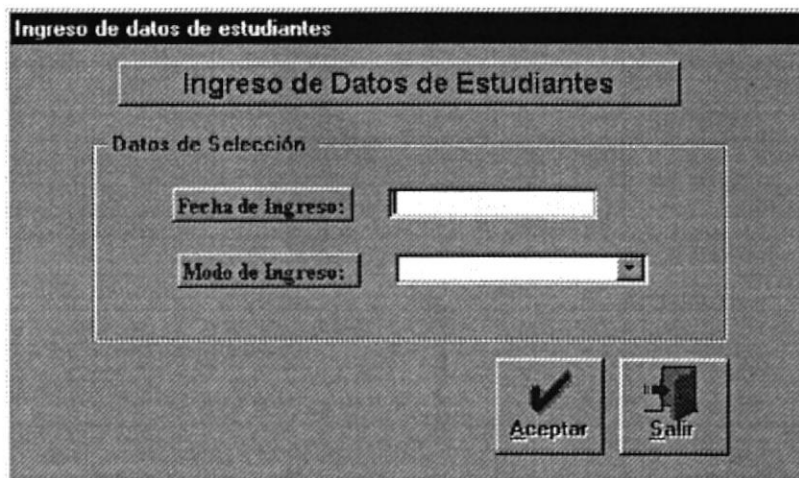 Ingreso de datos de estudiantes
Ingreso de Datos de Estudiantes
Datos de Selección
Fecha de Ingreso:
Modo de Ingreso:
Aceptar
Salir